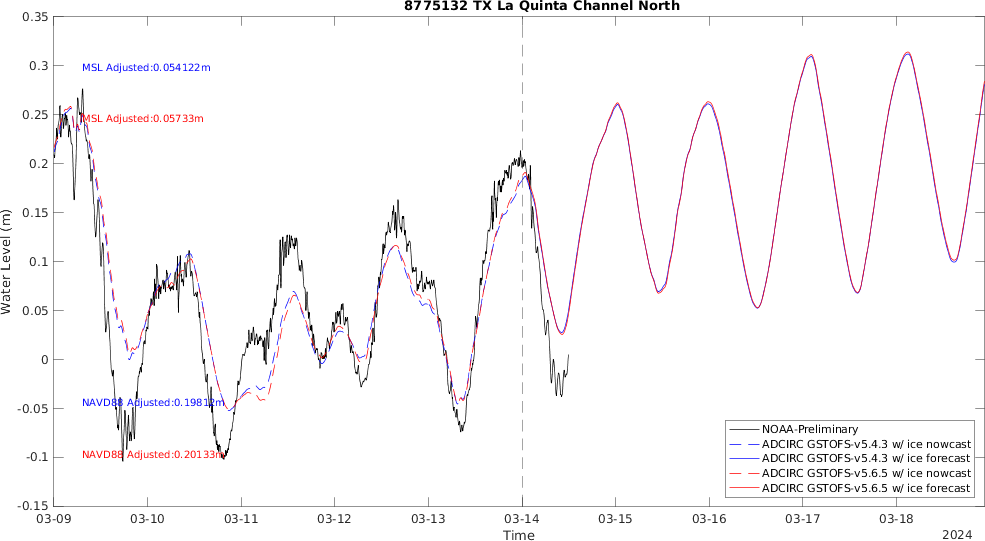 8775132 TX La Quinta Channel North
0.35
0.3
0.25
0.2
0.15
0.1
0.05
0
-0.05
-0.1
-0.15
Water Level (m)
MSL Adjusted:0.054122m
MSL Adjusted:0.05733m
NAVD88 Adjusted:0.19812m
NAVD88 Adjusted:0.20133m
NOAA-Preliminary
ADCIRC GSTOFS-v5.4.3 w/ ice nowcast
ADCIRC GSTOFS-v5.4.3 w/ ice forecast
ADCIRC GSTOFS-v5.6.5 w/ ice nowcast
ADCIRC GSTOFS-v5.6.5 w/ ice forecast
03-09 03-10 03-11 03-12 03-13 03-14 03-15 03-16 03-17 03-18
Time
2024